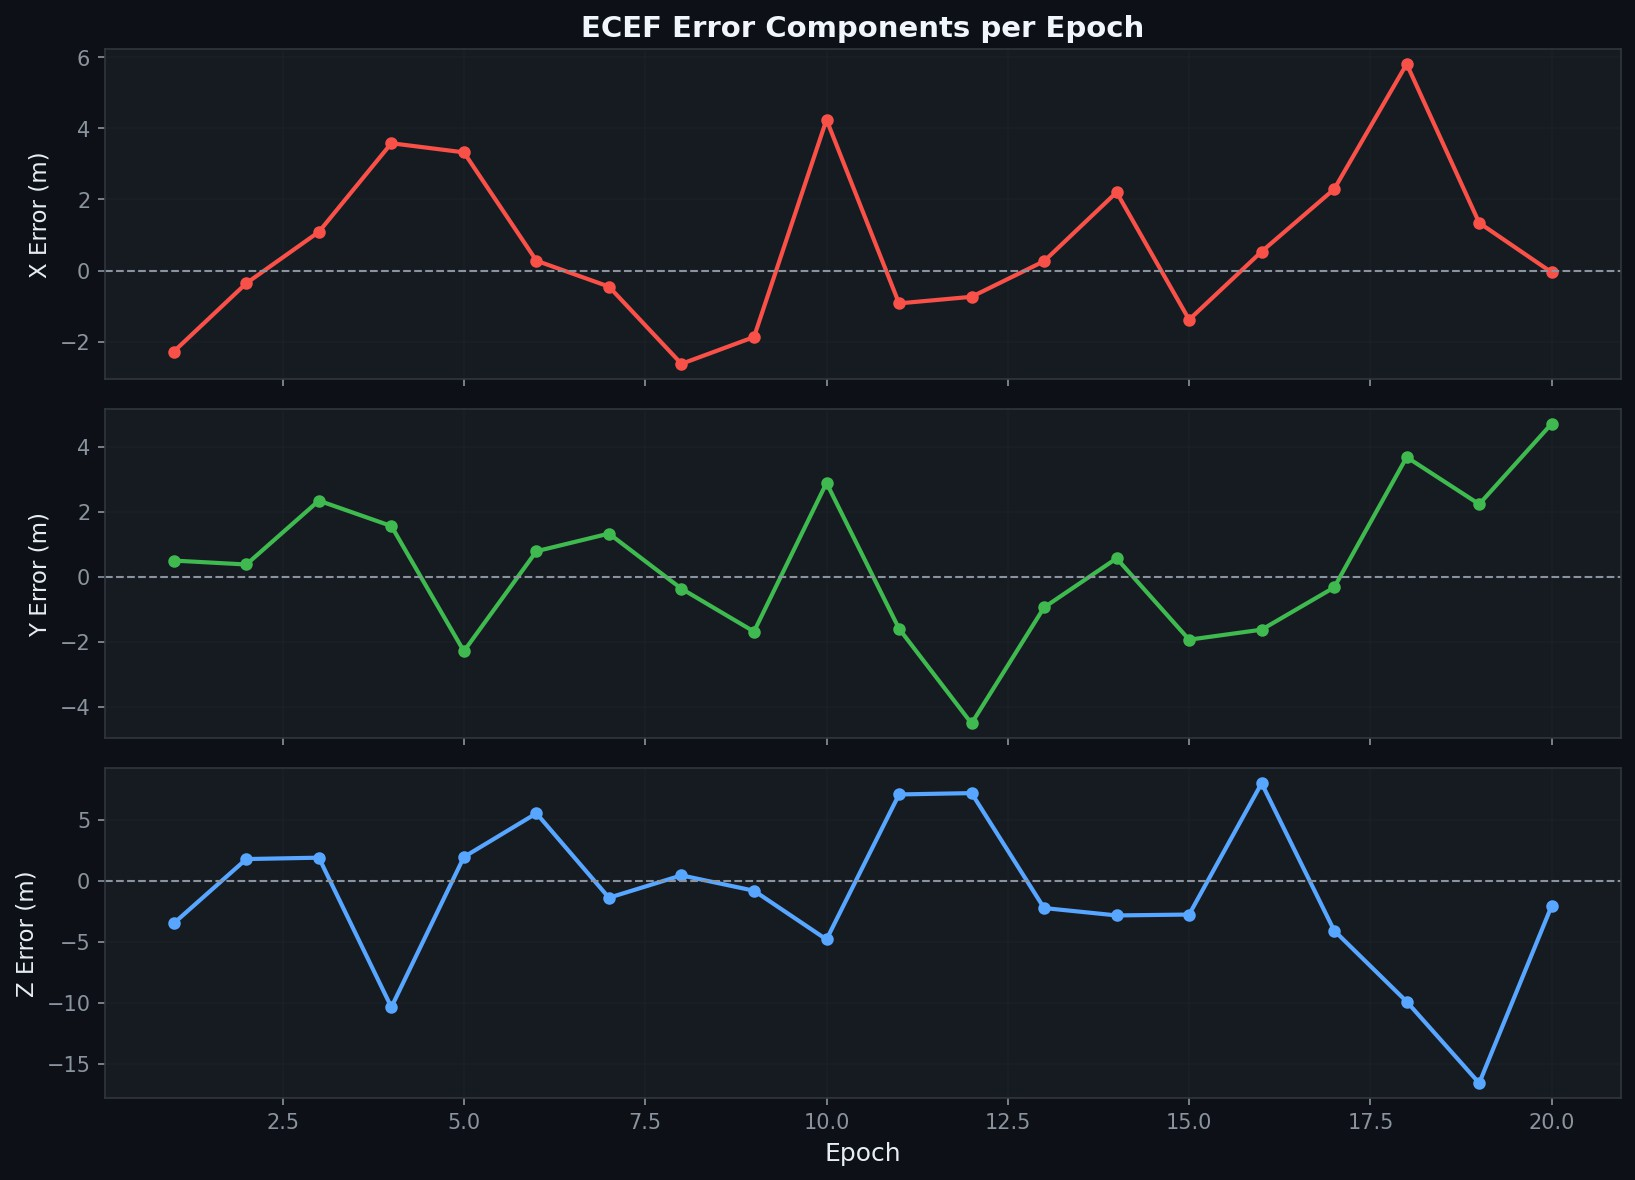 ECEF Error Components per Epoch
X Error (m)
6
4
2
0
−2
Y Error (m)
4
2
0
−2
−4
Z Error (m)
5
0
−5
−10
−15
2.5 5.0 7.5 10.0 12.5 15.0 17.5 20.0
Epoch